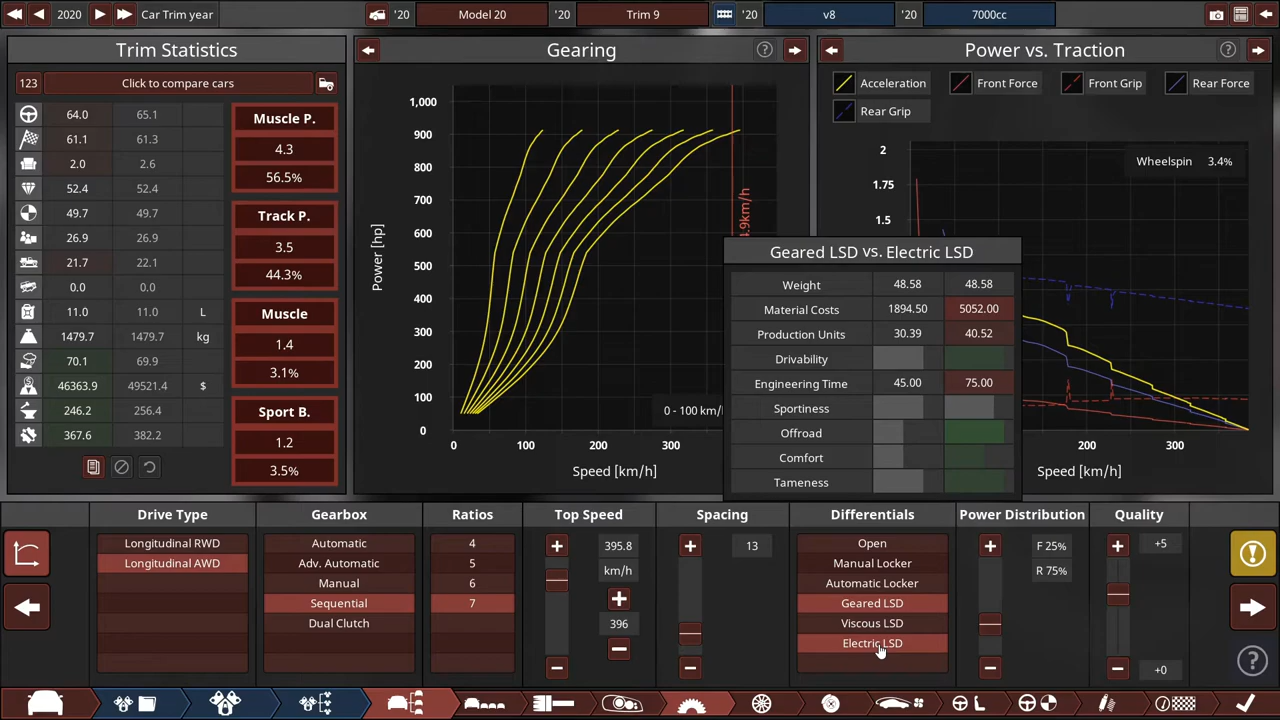 2020
Car Trim year
'20
Model 20
'20
Trim 9
'20
v8
'20
7000cc
Trim Statistics
123
Click to compare cars
64.0 65.1
61.1 61.3
2.0 2.6
52.4 52.4
49.7 49.7
26.9 26.9
21.7 22.1
0.0 0.0
11.0 11.0 L
1479.7 1479.7 kg
70.1 69.9
46363.9 49521.4 $
246.2 256.4
367.6 382.2
Muscle P.
4.3
56.5%
Track P.
3.5
44.3%
Muscle
1.4
3.1%
Sport B.
1.2
3.5%
Gearing
?
Power [hp]
1,000
900
800
700
600
500
400
300
200
100
0
0 100 200 300
Speed [km/h]
4.9km/h
0 - 100 km/h
Power vs. Traction
?
Acceleration
Front Force
Front Grip
Rear Force
Rear Grip
2
1.75
1.5
Wheelspin 3.4%
200 300
Speed [km/h]
Geared LSD vs. Electric LSD
Weight 48.58 48.58
Material Costs 1894.50 5052.00
Production Units 30.39 40.52
Drivability
Engineering Time 45.00 75.00
Sportiness
Offroad
Comfort
Tameness
Drive Type
Longitudinal RWD
Longitudinal AWD
Gearbox
Automatic
Adv. Automatic
Manual
Sequential
Dual Clutch
Ratios
4
5
6
7
Top Speed
+
395.8
km/h
+
396
−
−
Spacing
+
13
−
Differentials
Open
Manual Locker
Automatic Locker
Geared LSD
Viscous LSD
Electric LSD
Power Distribution
+
F 25%
R 75%
−
Quality
+
+5
−
+0
!
?